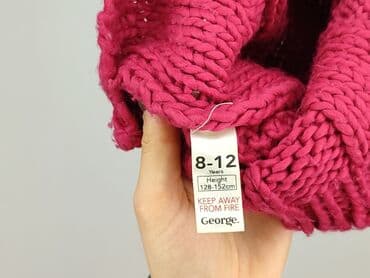 8-12
Years
Height
128-152cm
KEEP AWAY
FROM FIRE
George.